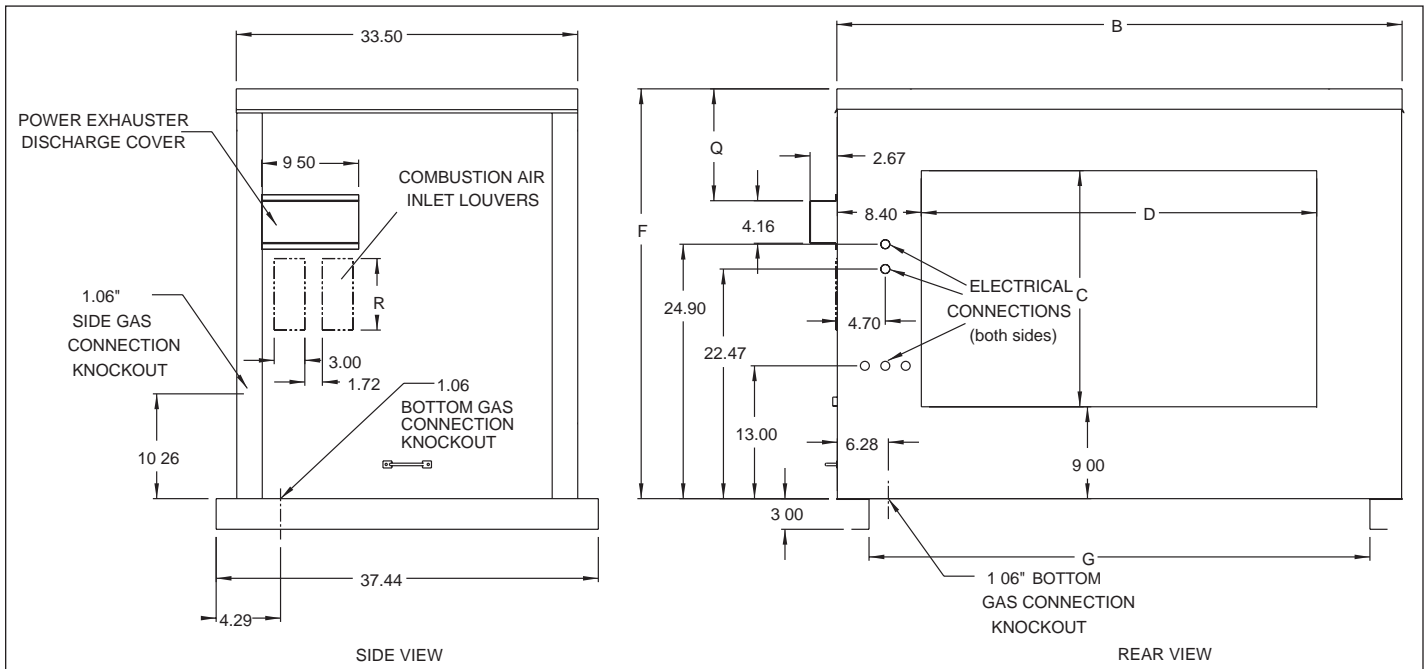 33.50
POWER EXHAUSTER
DISCHARGE COVER
9 50
COMBUSTION AIR
INLET LOUVERS
1.06"
SIDE GAS
CONNECTION
KNOCKOUT
R
3.00
1.72
1.06
BOTTOM GAS
CONNECTION
KNOCKOUT
10 26
37.44
4.29
SIDE VIEW
B
Q
2.67
F
4.16
8.40
D
24.90
22.47
ELECTRICAL
CONNECTIONS
(both sides)
C
4.70
13.00
6.28
9 00
3 00
G
1 06" BOTTOM
GAS CONNECTION
KNOCKOUT
REAR VIEW